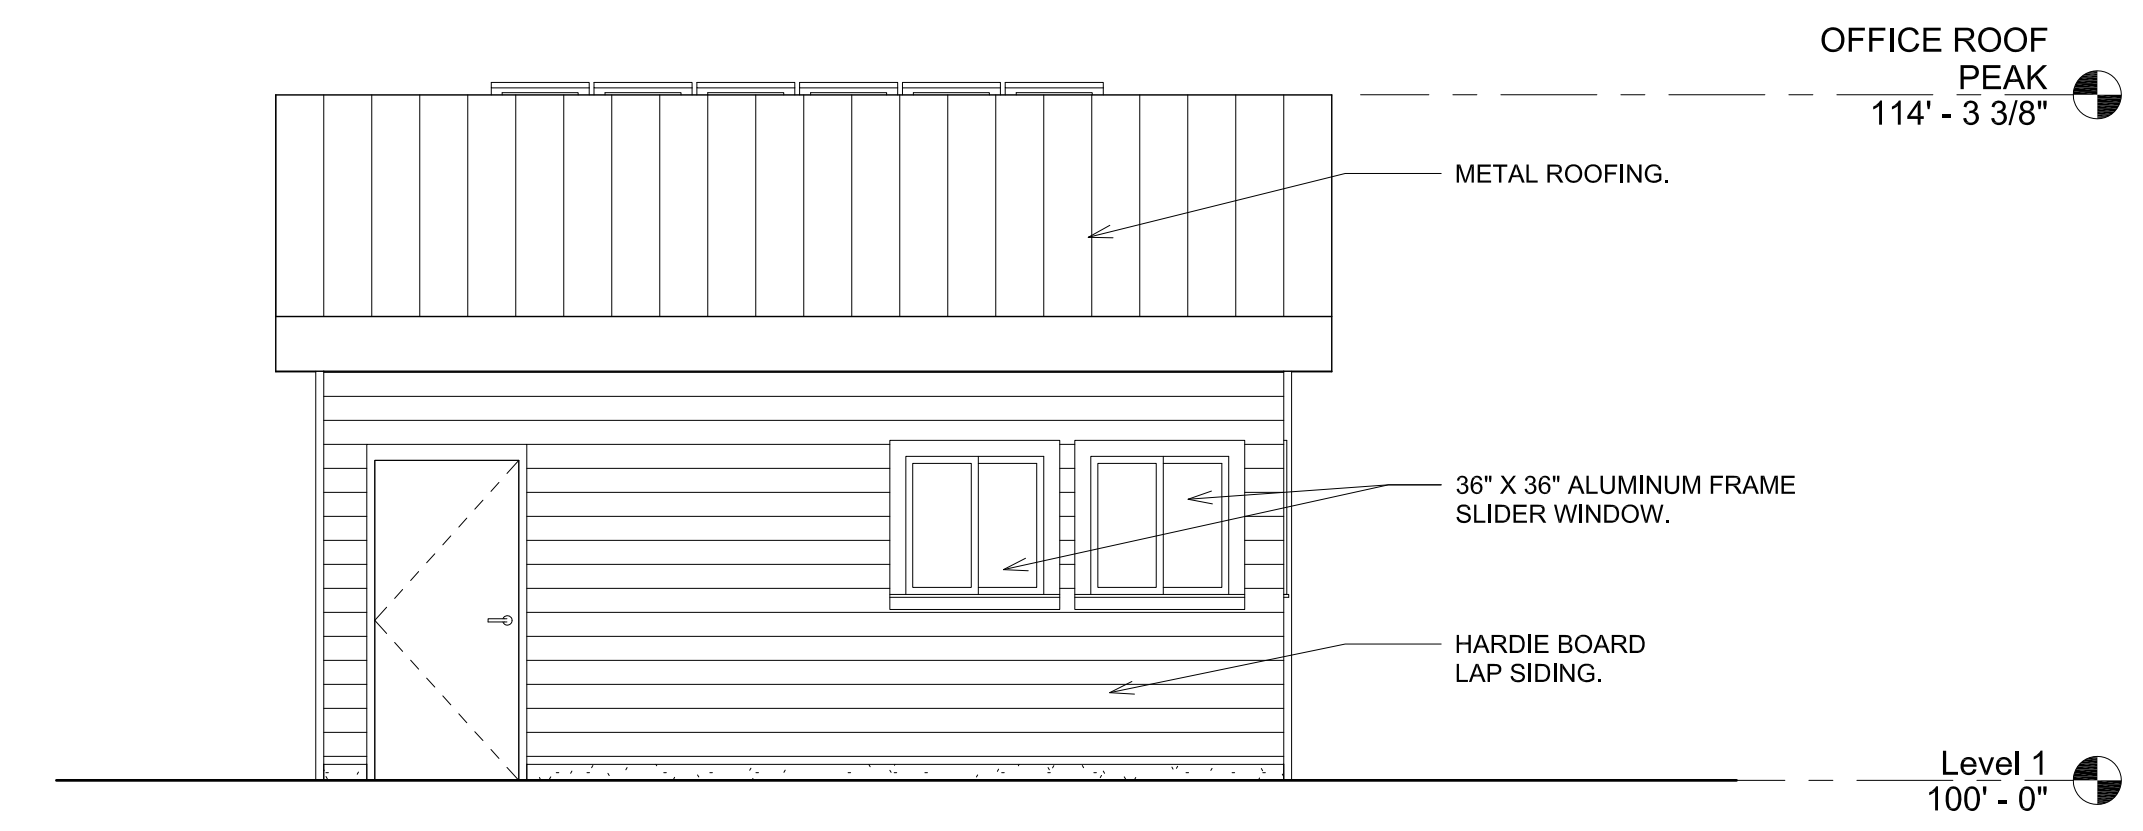 OFFICE ROOF
PEAK
114' - 3 3/8"
METAL ROOFING.
36" X 36" ALUMINUM FRAME
SLIDER WINDOW.
HARDIE BOARD
LAP SIDING.
Level 1
100' - 0"